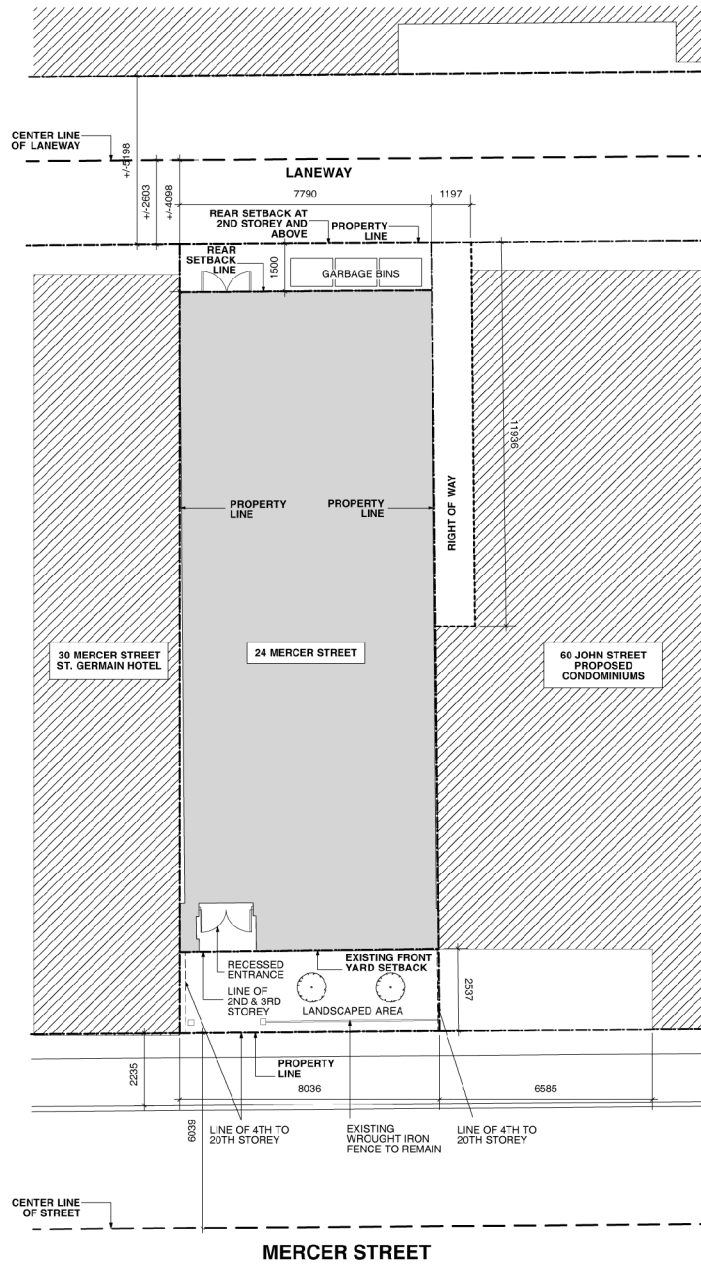 CENTER LINE
OF LANEWAY
+/-5198
LANEWAY
+/-2603
+/-4098
7790
1197
REAR SETBACK AT
2ND STOREY AND
ABOVE
PROPERTY
LINE
REAR
SETBACK
LINE
1500
GARBAGE BINS
11936
PROPERTY
LINE
PROPERTY
LINE
RIGHT OF WAY
30 MERCER STREET
ST. GERMAIN HOTEL
24 MERCER STREET
60 JOHN STREET
PROPOSED
CONDOMINIUMS
RECESSED
ENTRANCE
EXISTING FRONT
YARD SETBACK
LINE OF
2ND & 3RD
STOREY
LANDSCAPED AREA
2537
PROPERTY
LINE
2235
8036
6585
6039
LINE OF 4TH TO
20TH STOREY
EXISTING
WROUGHT IRON
FENCE TO REMAIN
LINE OF 4TH TO
20TH STOREY
CENTER LINE
OF STREET
MERCER STREET